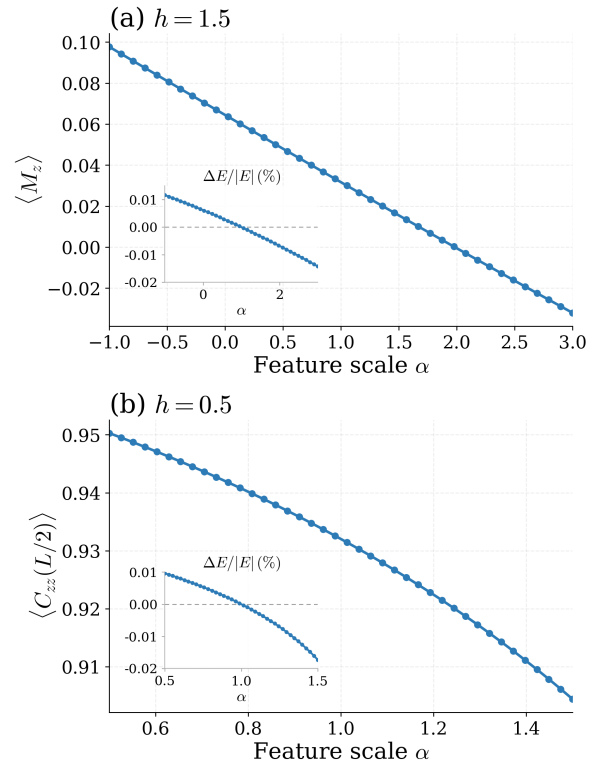 (a) h = 1.5
⟨M_z⟩
0.10
0.08
0.06
0.04
0.02
0.00
−0.02
ΔE/|E| (%)
0.01
0.00
-0.01
-0.02
0 2
α
−1.0 −0.5 0.0 0.5 1.0 1.5 2.0 2.5 3.0
Feature scale α
(b) h = 0.5
⟨C_zz(L/2)⟩
0.95
0.94
0.93
0.92
0.91
ΔE/|E| (%)
0.01
0.00
-0.01
-0.02
0.5 1.0 1.5
α
0.6 0.8 1.0 1.2 1.4
Feature scale α